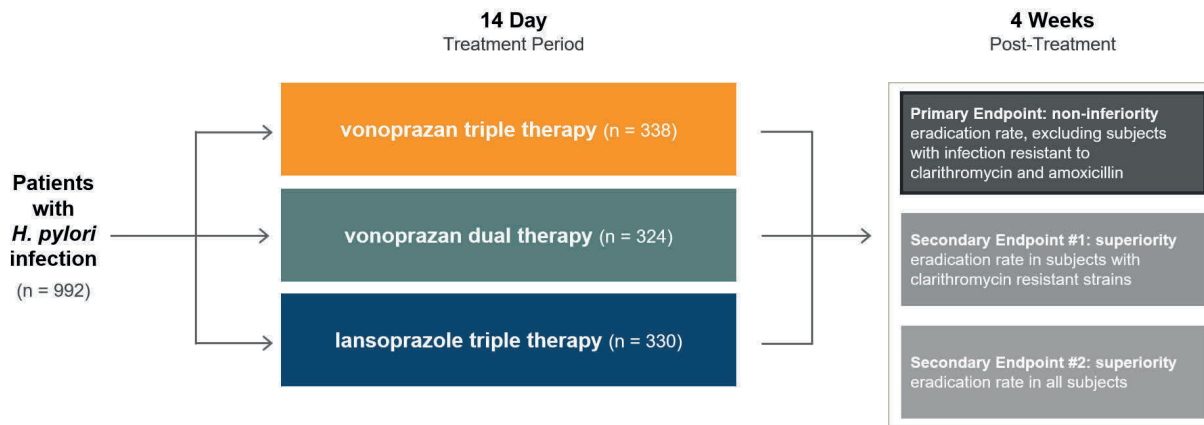 14 Day
Treatment Period
4 Weeks
Post-Treatment
Patients
with
H. pylori
infection
(n = 992)
vonoprazan triple therapy (n = 338)
vonoprazan dual therapy (n = 324)
lansoprazole triple therapy (n = 330)
Primary Endpoint: non-inferiority
eradication rate, excluding subjects
with infection resistant to
clarithromycin and amoxicillin
Secondary Endpoint #1: superiority
eradication rate in subjects with
clarithromycin resistant strains
Secondary Endpoint #2: superiority
eradication rate in all subjects